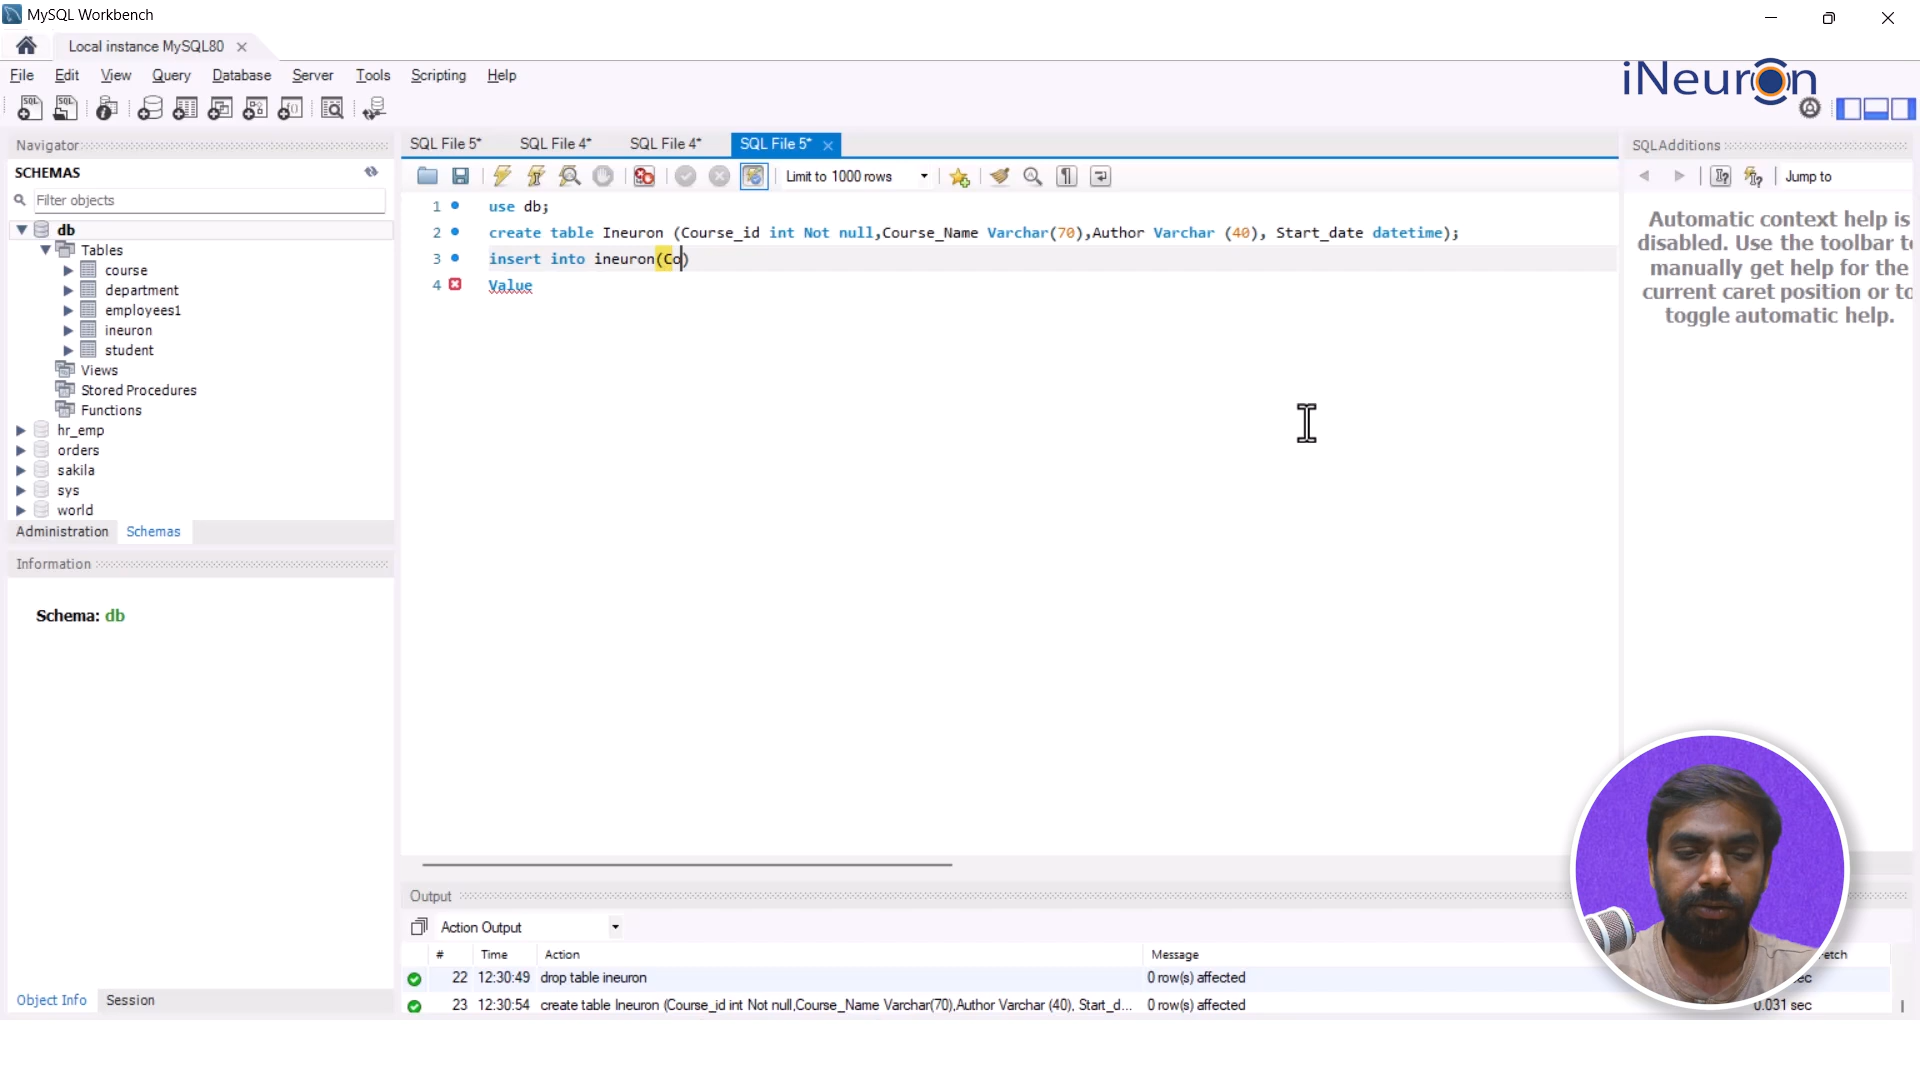 MySQL Workbench
Local instance MySQL80
File Edit View Query Database Server Tools Scripting Help
iNeuron
Navigator
SCHEMAS
Filter objects
db
Tables
course
department
employees1
ineuron
student
Views
Stored Procedures
Functions
hr_emp
orders
sakila
sys
world
Administration Schemas
Information
Schema: db
Object Info Session
SQL File 5* SQL File 4* SQL File 4* SQL File 5*
Limit to 1000 rows
1 use db;
2 create table Ineuron (Course_id int Not null,Course_Name Varchar(70),Author Varchar (40), Start_date datetime);
3 insert into ineuron(Co)
4 Value
SQLAdditions
Jump to
Automatic context help is
disabled. Use the toolbar t
manually get help for the
current caret position or to
toggle automatic help.
Output
Action Output
# Time Action Message etch
22 12:30:49 drop table ineuron 0 row(s) affected ec
23 12:30:54 create table Ineuron (Course_id int Not null,Course_Name Varchar(70),Author Varchar (40), Start_d... 0 row(s) affected 0.031 sec